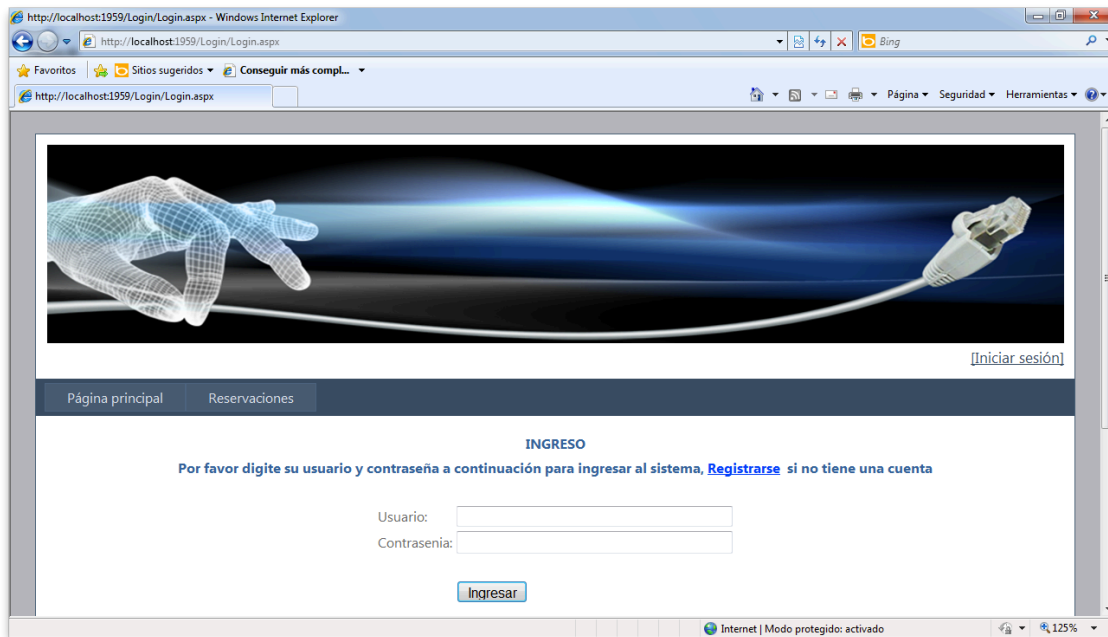 http://localhost:1959/Login/Login.aspx - Windows Internet Explorer
http://localhost:1959/Login/Login.aspx
Bing
Favoritos Sitios sugeridos Conseguir más compl...
http://localhost:1959/Login/Login.aspx
Página Seguridad Herramientas
[Iniciar sesión]
Página principal Reservaciones
INGRESO
Por favor digite su usuario y contraseña a continuación para ingresar al sistema, Registrarse si no tiene una cuenta
Usuario:
Contrasenia:
Ingresar
Internet | Modo protegido: activado 125%